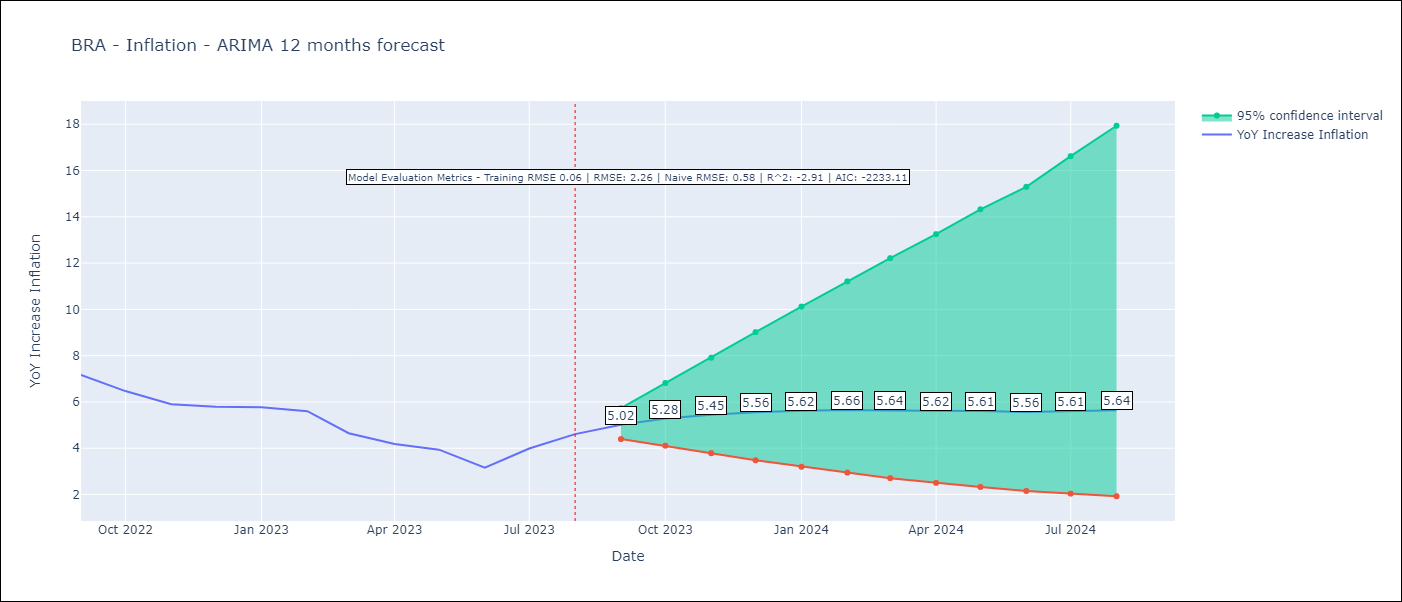 BRA - Inflation - ARIMA 12 months forecast
95% confidence interval
YoY Increase Inflation
Model Evaluation Metrics - Training RMSE 0.06 | RMSE: 2.26 | Naive RMSE: 0.58 | R^2: -2.91 | AIC: -2233.11
YoY Increase Inflation
18
16
14
12
10
8
6
4
2
5.02
5.28
5.45
5.56
5.62
5.66
5.64
5.62
5.61
5.56
5.61
5.64
Oct 2022
Jan 2023
Apr 2023
Jul 2023
Oct 2023
Jan 2024
Apr 2024
Jul 2024
Date